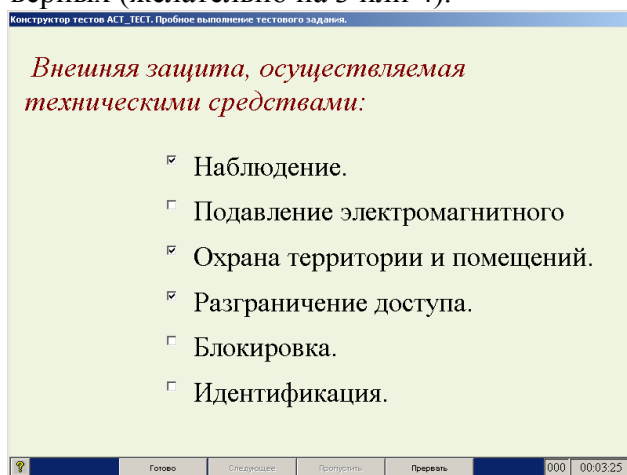 верных (желательно на 3 или 4).
Конструктор тестов АСТ_ТЕСТ. Пробное выполнение тестового задания.
Внешняя защита, осуществляемая
техническими средствами:
Наблюдение.
Подавление электромагнитного
Охрана территории и помещений.
Разграничение доступа.
Блокировка.
Идентификация.
? Готово Следующее Пропустить Прервать 000 00:03:25